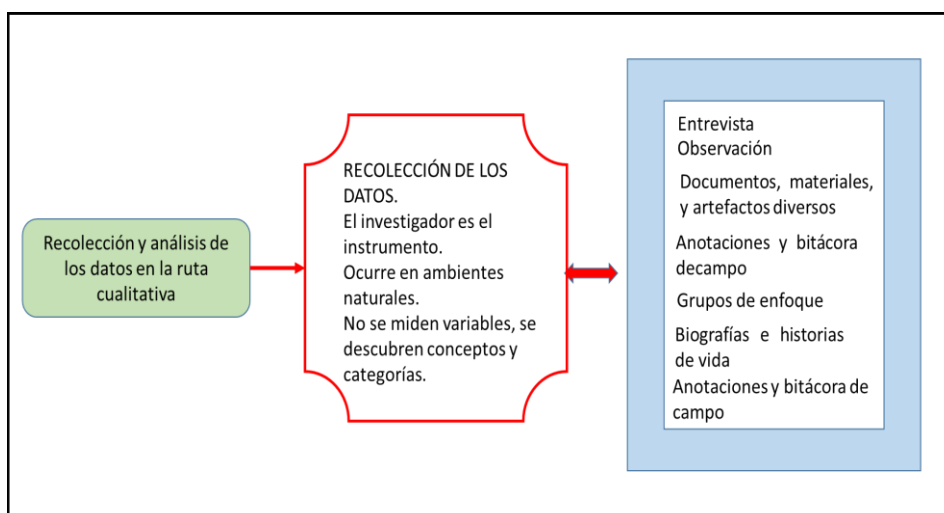 Recolección y análisis de
los datos en la ruta
cualitativa
RECOLECCIÓN DE LOS
DATOS.
El investigador es el
instrumento.
Ocurre en ambientes
naturales.
No se miden variables, se
descubren conceptos y
categorías.
Entrevista
Observación
Documentos, materiales,
y artefactos diversos
Anotaciones y bitácora
decampo
Grupos de enfoque
Biografías e historias
de vida
Anotaciones y bitácora de
campo